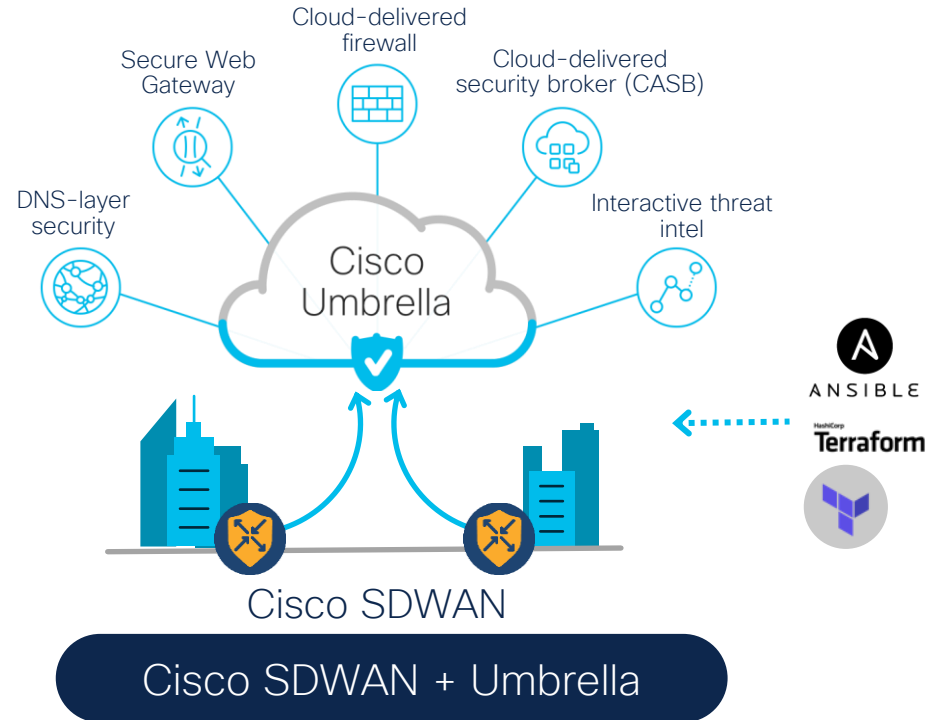 Cloud-delivered
firewall
Secure Web
Gateway
Cloud-delivered
security broker (CASB)
DNS-layer
security
Interactive threat
intel
Cisco
Umbrella
ANSIBLE
HashiCorp
Terraform
Cisco SDWAN
Cisco SDWAN + Umbrella